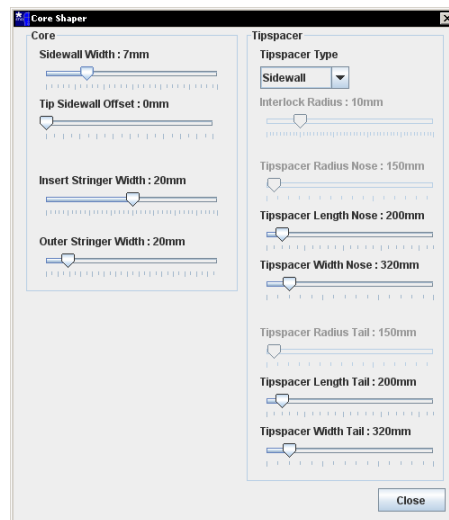 Core Shaper
Core
Sidewall Width : 7mm
Tip Sidewall Offset : 0mm
Insert Stringer Width : 20mm
Outer Stringer Width : 20mm
Tipspacer
Tipspacer Type
Sidewall
Interlock Radius : 10mm
Tipspacer Radius Nose : 150mm
Tipspacer Length Nose : 200mm
Tipspacer Width Nose : 320mm
Tipspacer Radius Tail : 150mm
Tipspacer Length Tail : 200mm
Tipspacer Width Tail : 320mm
Close